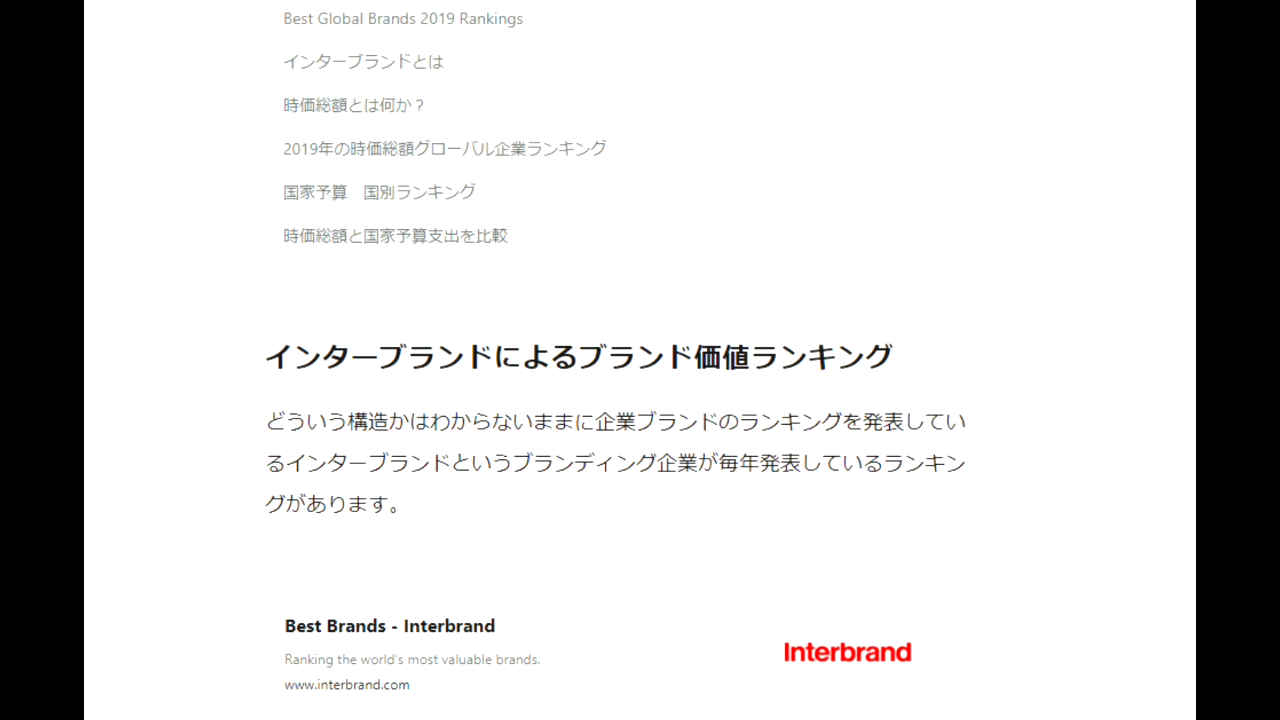 Best Global Brands 2019 Rankings
インターブランドとは
時価総額とは何か？
2019年の時価総額グローバル企業ランキング
国家予算　国別ランキング
時価総額と国家予算支出を比較
インターブランドによるブランド価値ランキング
どういう構造かはわからないままに企業ブランドのランキングを発表してい
るインターブランドというブランディング企業が毎年発表しているランキン
グがあります。
Best Brands - Interbrand
Ranking the world’s most valuable brands.
www.interbrand.com
Interbrand